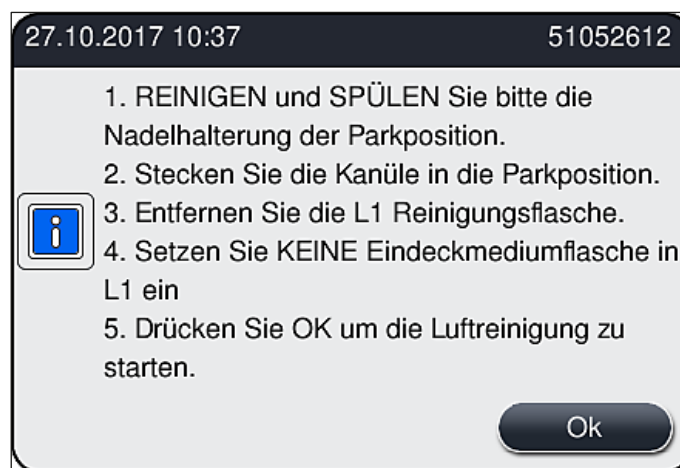 27.10.2017 10:37 51052612
1. REINIGEN und SPÜLEN Sie bitte die
Nadelhalterung der Parkposition.
2. Stecken Sie die Kanüle in die Parkposition.
3. Entfernen Sie die L1 Reinigungsflasche.
4. Setzen Sie KEINE Eindeckmediumflasche in
L1 ein
5. Drücken Sie OK um die Luftreinigung zu
starten.
Ok